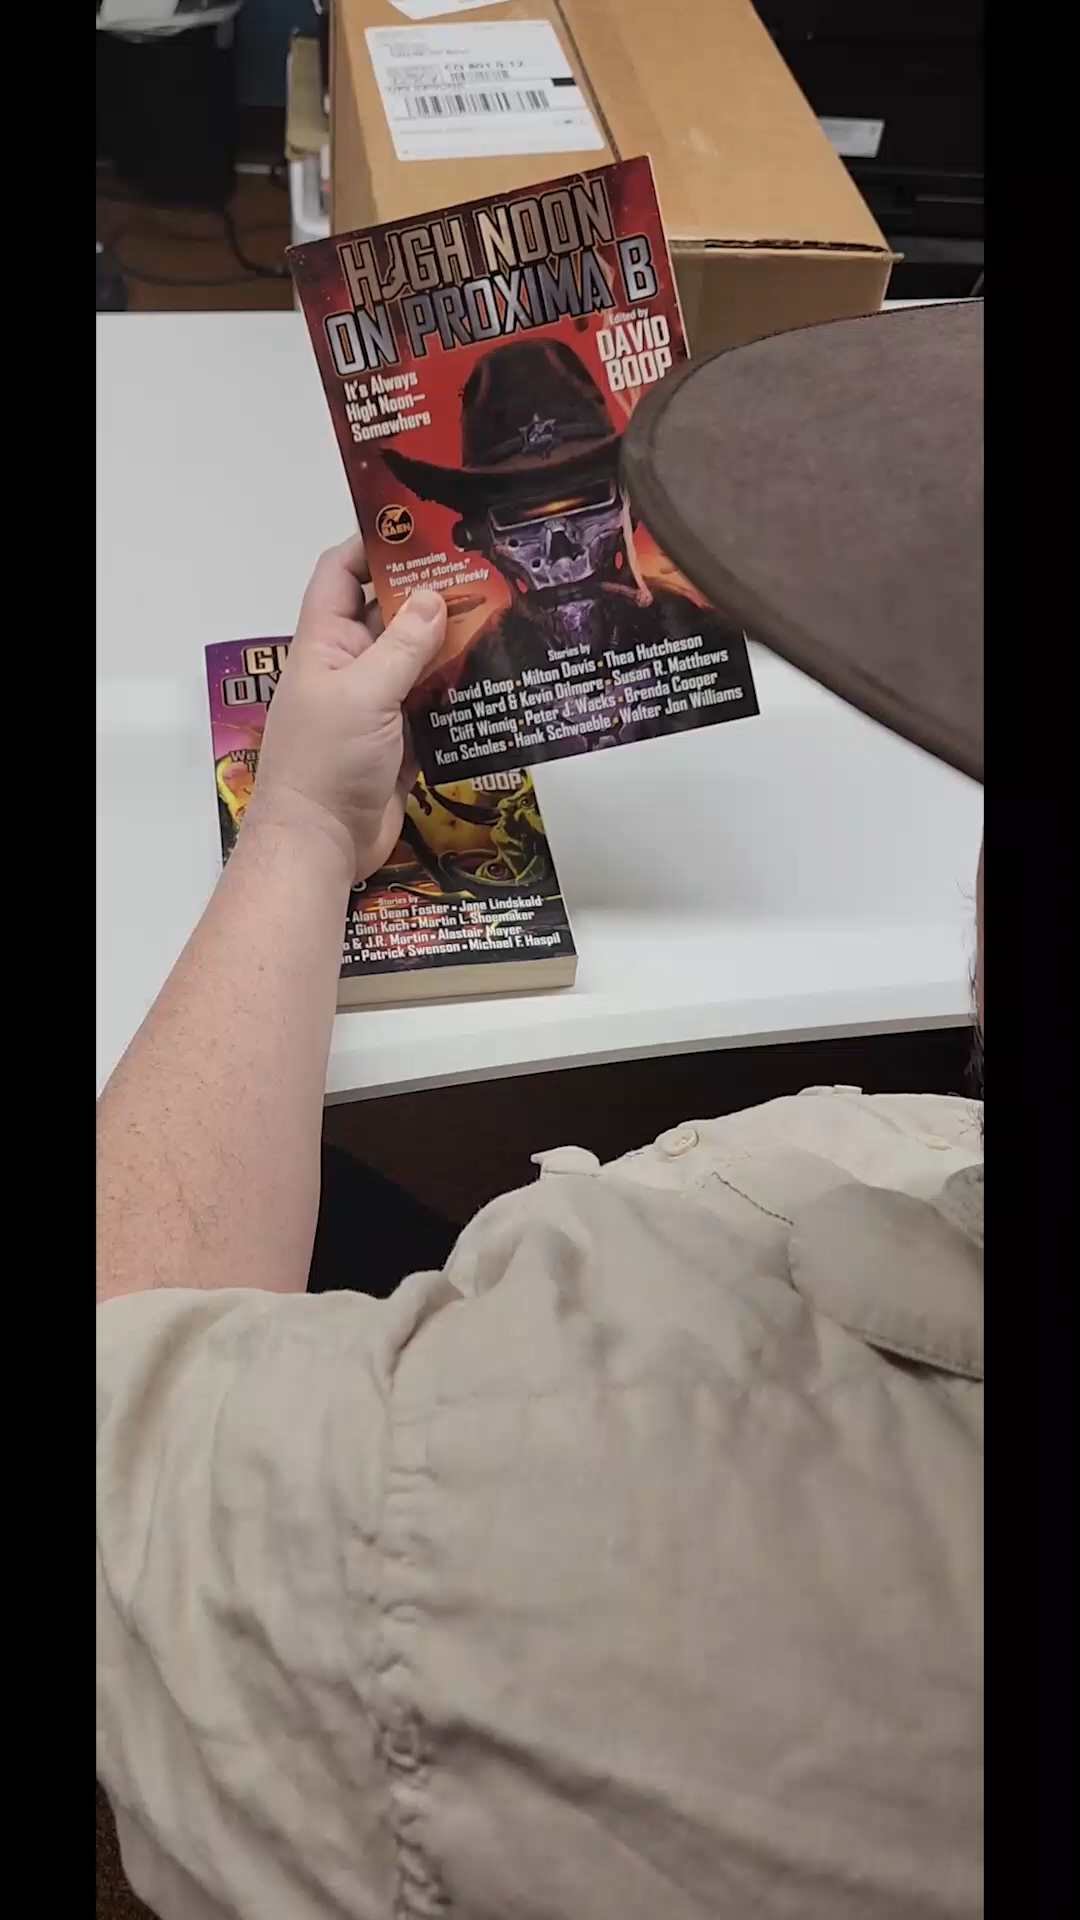 HIGH NOON
ON PROXIMA B
Edited by
DAVID
BOOP
It's Always
High Noon—
Somewhere
BAEN
"An amusing
bunch of stories."
—Publishers Weekly
Stories by
David Boop • Milton Davis • Thea Hutcheson
Dayton Ward & Kevin Dilmore • Susan R. Matthews
Cliff Winnig • Peter J. Wacks • Brenda Cooper
Ken Scholes • Hank Schwaeble • Walter Jon Williams
GU
ON
BOOP
Stories by
• Alan Dean Foster • Jane Lindskold
• Gini Koch • Martin L. Shoemaker
o & J.R. Martin • Alastair Mayer
n • Patrick Swenson • Michael F. Haspil